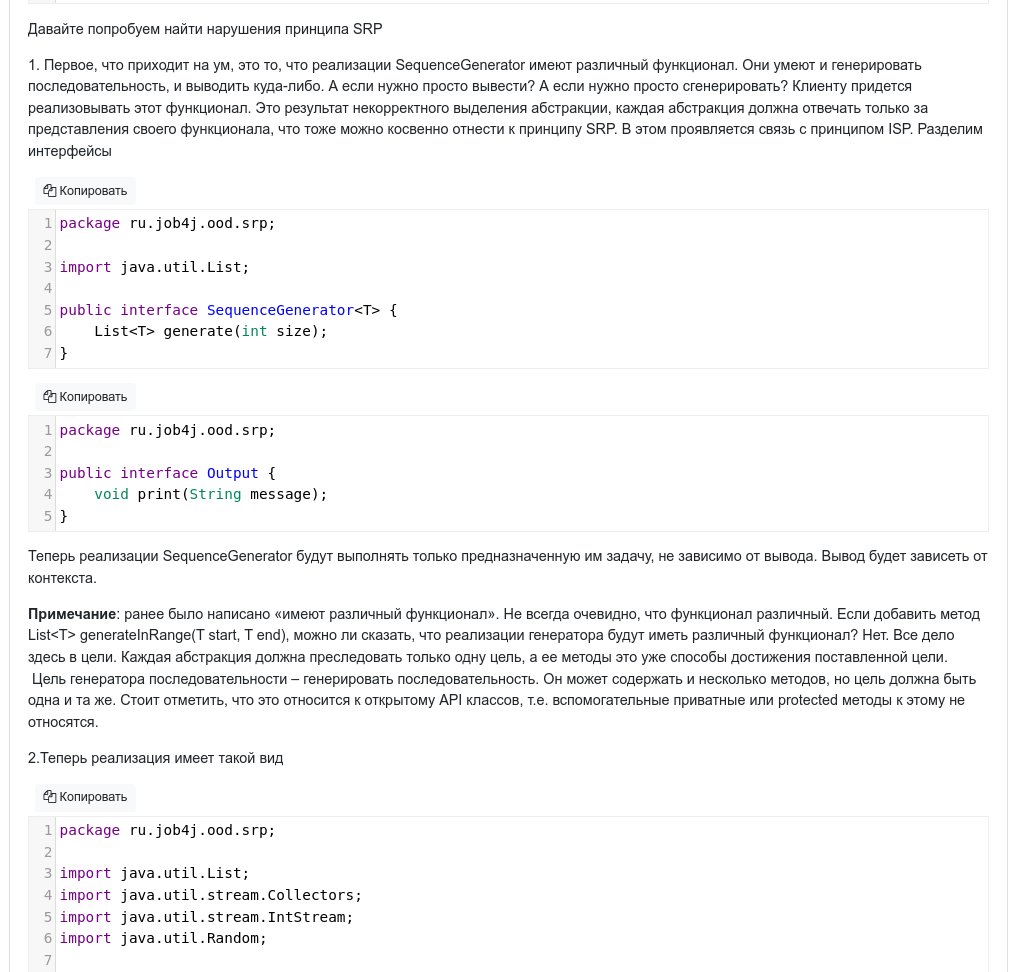 Давайте попробуем найти нарушения принципа SRP
1. Первое, что приходит на ум, это то, что реализации SequenceGenerator имеют различный функционал. Они умеют и генерировать
последовательность, и выводить куда-либо. А если нужно просто вывести? А если нужно просто сгенерировать? Клиенту придется
реализовывать этот функционал. Это результат некорректного выделения абстракции, каждая абстракция должна отвечать только за
представления своего функционала, что тоже можно косвенно отнести к принципу SRP. В этом проявляется связь с принципом ISP. Разделим
интерфейсы
Копировать
1 package ru.job4j.ood.srp;
2
3 import java.util.List;
4
5 public interface SequenceGenerator<T> {
6     List<T> generate(int size);
7 }
Копировать
1 package ru.job4j.ood.srp;
2
3 public interface Output {
4     void print(String message);
5 }
Теперь реализации SequenceGenerator будут выполнять только предназначенную им задачу, не зависимо от вывода. Вывод будет зависеть от
контекста.
Примечание: ранее было написано «имеют различный функционал». Не всегда очевидно, что функционал различный. Если добавить метод
List<T> generateInRange(T start, T end), можно ли сказать, что реализации генератора будут иметь различный функционал? Нет. Все дело
здесь в цели. Каждая абстракция должна преследовать только одну цель, а ее методы это уже способы достижения поставленной цели.
Цель генератора последовательности – генерировать последовательность. Он может содержать и несколько методов, но цель должна быть
одна и та же. Стоит отметить, что это относится к открытому API классов, т.е. вспомогательные приватные или protected методы к этому не
относятся.
2.Теперь реализация имеет такой вид
Копировать
1 package ru.job4j.ood.srp;
2
3 import java.util.List;
4 import java.util.stream.Collectors;
5 import java.util.stream.IntStream;
6 import java.util.Random;
7